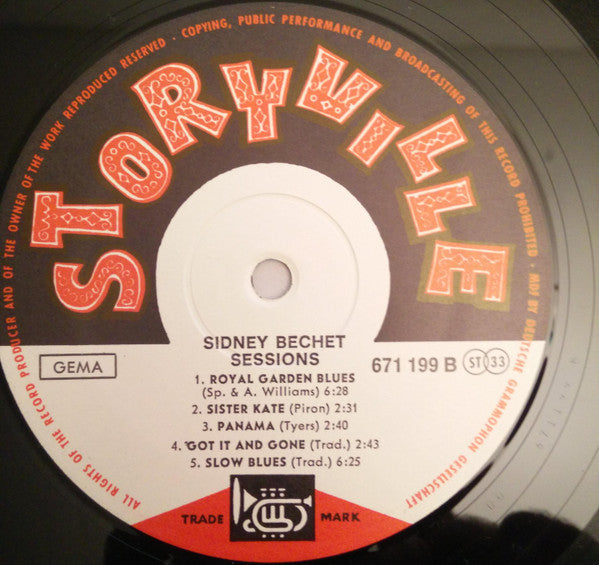 ALL RIGHTS OF THE RECORD PRODUCER AND OF THE OWNER OF THE WORK REPRODUCED RESERVED - COPYING, PUBLIC PERFORMANCE AND BROADCASTING OF THIS RECORD PROHIBITED - MDF BY DEUTSCHE GRAMMOPHON GESELLSCHAFT
STORYVILLE
SIDNEY BECHET
SESSIONS
GEMA
671 199 B ST 33
1. ROYAL GARDEN BLUES
(Sp. & A. Williams) 6:28
2. SISTER KATE (Piron) 2:31
3. PANAMA (Tyers) 2:40
4. 'GOT IT AND GONE (Trad.) 2:43
5. SLOW BLUES (Trad.) 6:25
TRADE MARK